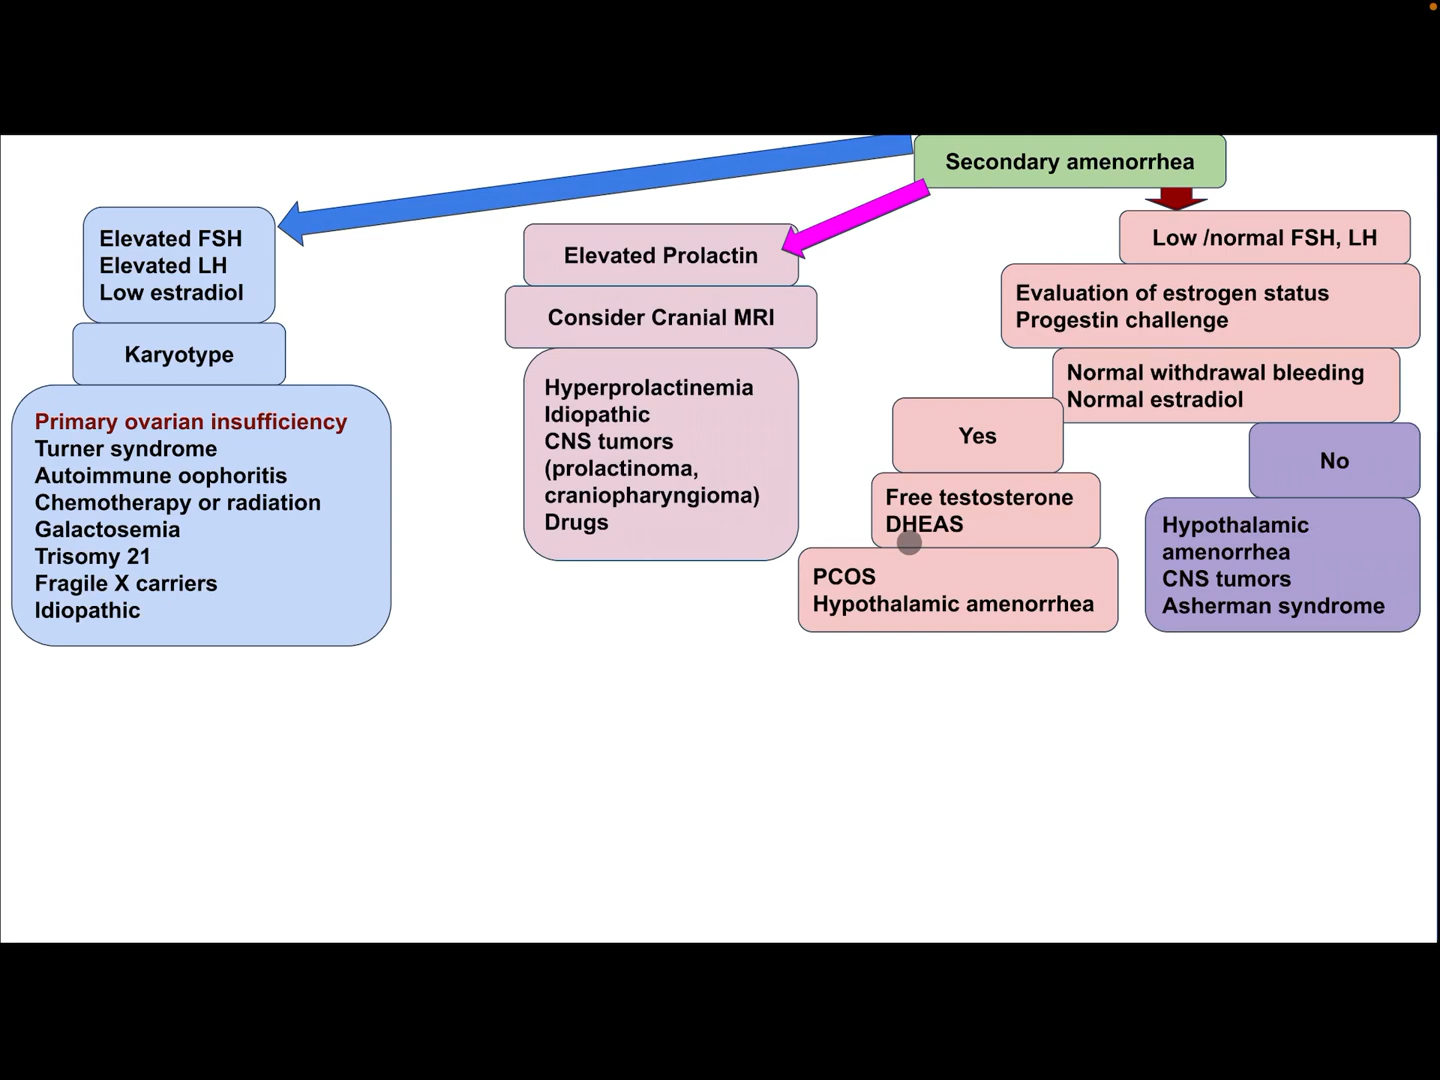 Secondary amenorrhea
Elevated FSH
Elevated LH
Low estradiol
Karyotype
Primary ovarian insufficiency
Turner syndrome
Autoimmune oophoritis
Chemotherapy or radiation
Galactosemia
Trisomy 21
Fragile X carriers
Idiopathic
Elevated Prolactin
Consider Cranial MRI
Hyperprolactinemia
Idiopathic
CNS tumors
(prolactinoma,
craniopharyngioma)
Drugs
Low /normal FSH, LH
Evaluation of estrogen status
Progestin challenge
Normal withdrawal bleeding
Normal estradiol
Yes
Free testosterone
DHEAS
PCOS
Hypothalamic amenorrhea
No
Hypothalamic
amenorrhea
CNS tumors
Asherman syndrome